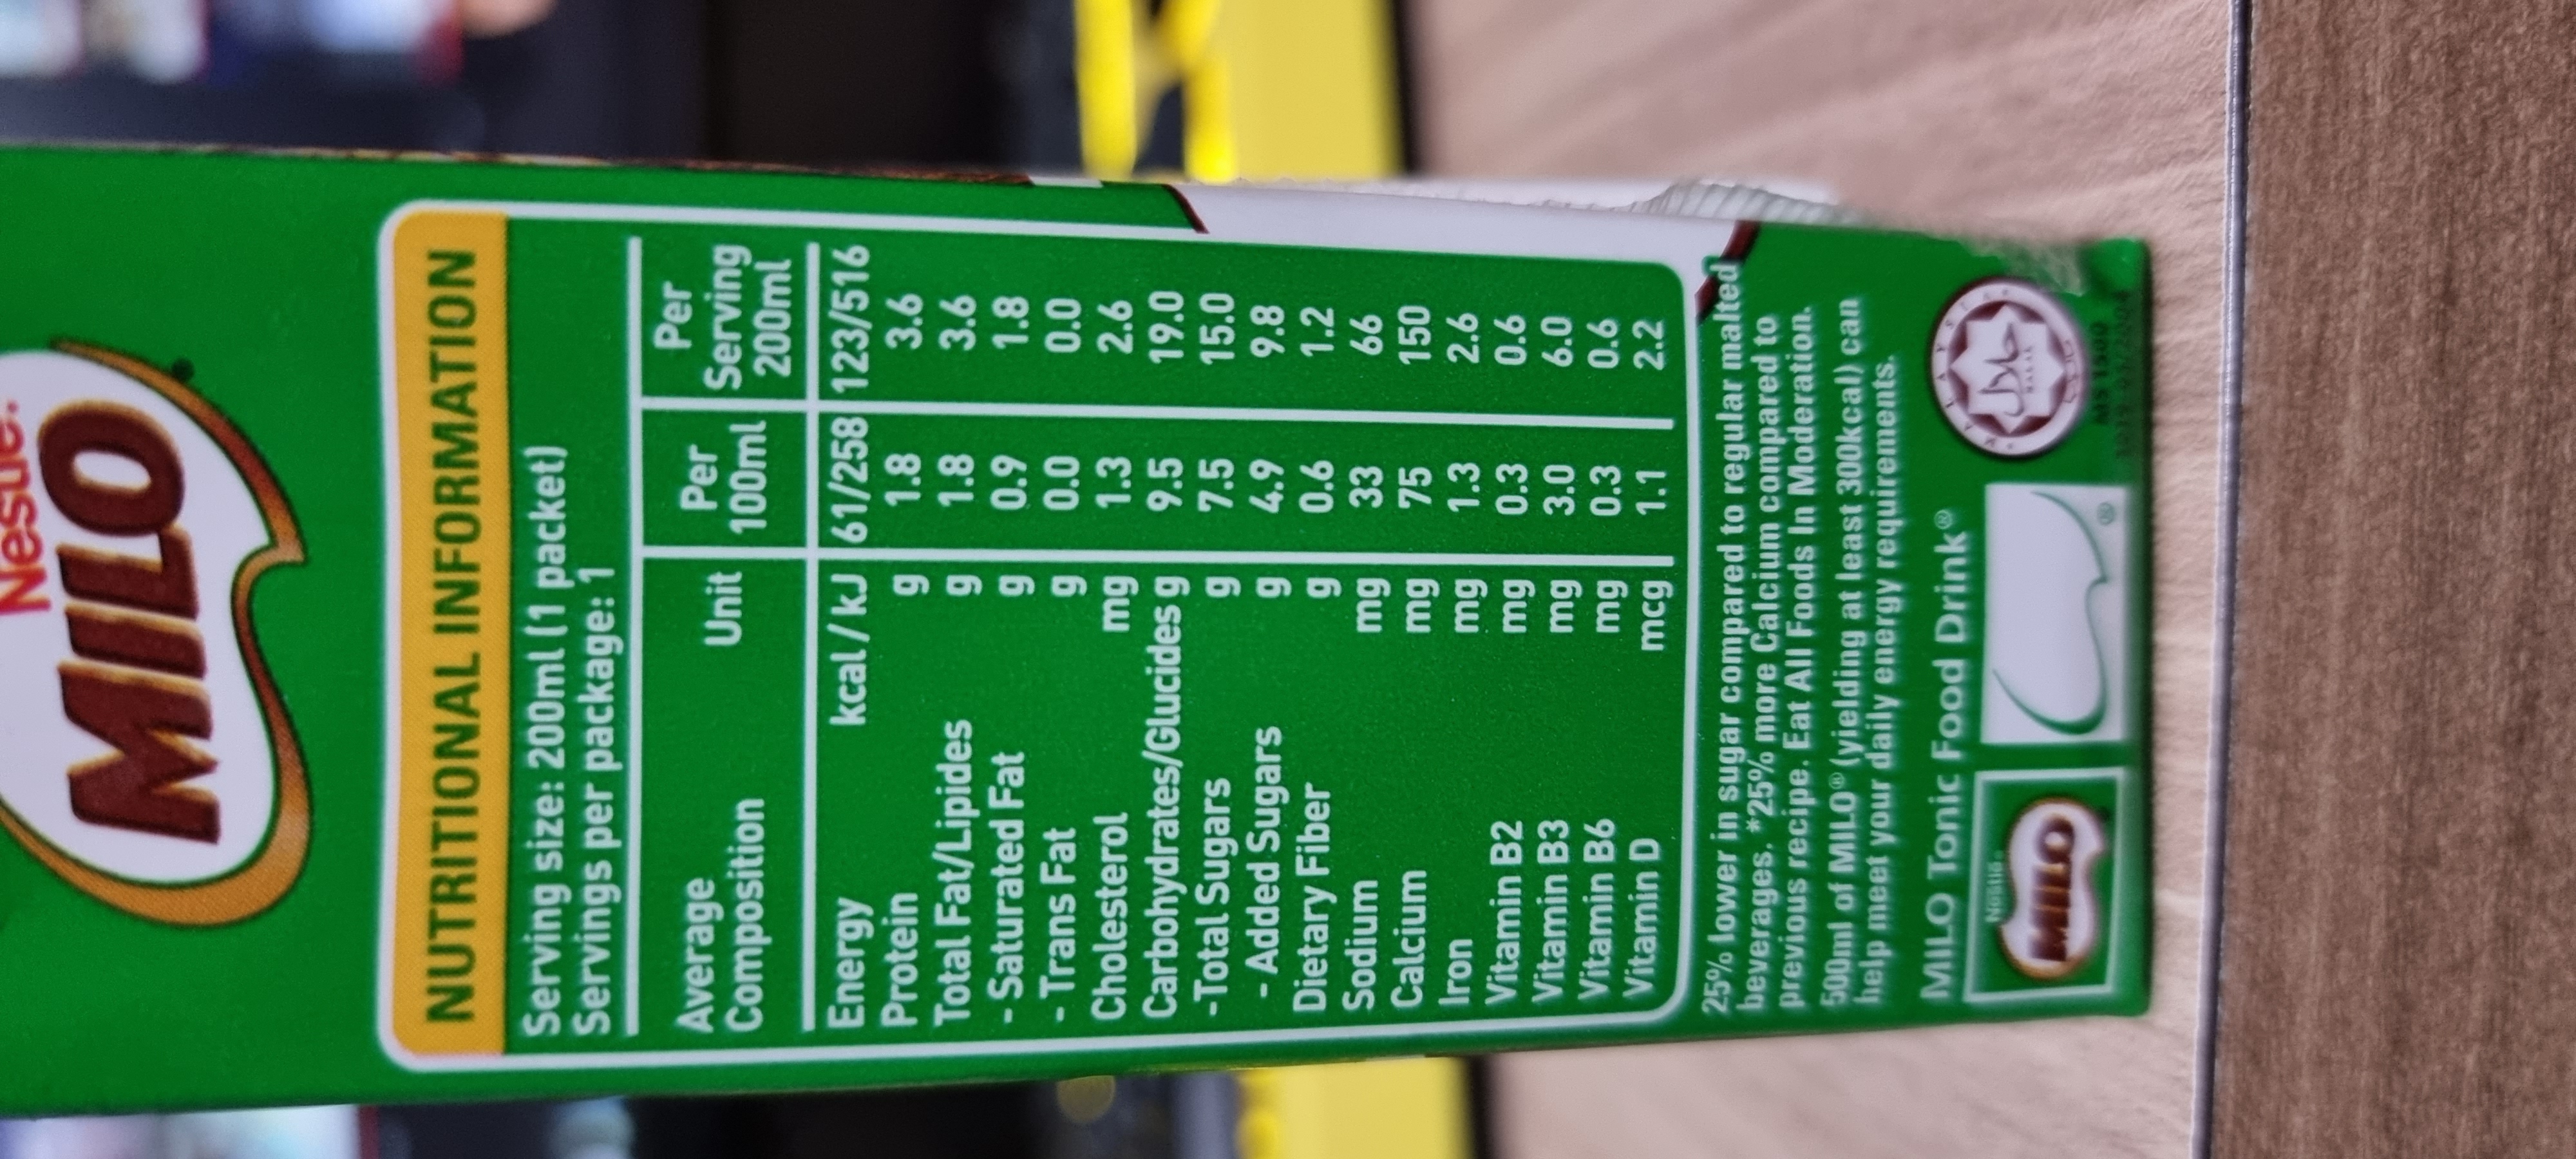 Nestlé.
MILO
NUTRITIONAL INFORMATION
Serving size: 200ml (1 packet)
Servings per package: 1
Average Composition Unit Per 100ml Per Serving 200ml
Energy kcal / kJ 61/258 123/516
Protein g 1.8 3.6
Total Fat/Lipides g 1.8 3.6
- Saturated Fat g 0.9 1.8
- Trans Fat g 0.0 0.0
Cholesterol mg 1.3 2.6
Carbohydrates/Glucides g 9.5 19.0
-Total Sugars g 7.5 15.0
- Added Sugars g 4.9 9.8
Dietary Fiber g 0.6 1.2
Sodium mg 33 66
Calcium mg 75 150
Iron mg 1.3 2.6
Vitamin B2 mg 0.3 0.6
Vitamin B3 mg 3.0 6.0
Vitamin B6 mg 0.3 0.6
Vitamin D mcg 1.1 2.2
25% lower in sugar compared to regular malted
beverages. *25% more Calcium compared to
previous recipe. Eat All Foods In Moderation.
500ml of MILO® (yielding at least 300kcal) can
help meet your daily energy requirements.
MILO Tonic Food Drink®
Nestlé
MILO
®
MALAYSIA
حلال
HALAL
MS 1500